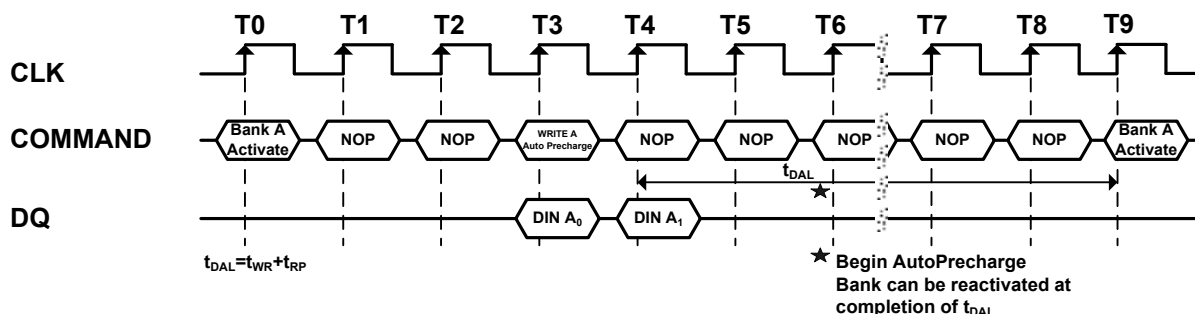 T0 T1 T2 T3 T4 T5 T6 T7 T8 T9
CLK
COMMAND
Bank A Activate NOP NOP WRITE A Auto Precharge NOP NOP NOP NOP NOP Bank A Activate
tDAL
DQ
DIN A0 DIN A1
tDAL=tWR+tRP
★ Begin AutoPrecharge
Bank can be reactivated at
completion of tDAL